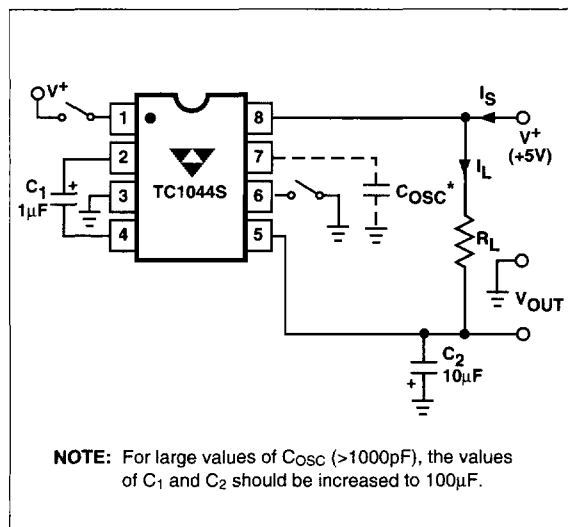 V+
IS
1
8
V+
(+5V)
2
7
IL
C1
+
1µF
TC1044S
COSC*
3
6
RL
4
5
VOUT
C2
10µF
+
NOTE: For large values of COSC (>1000pF), the values
of C1 and C2 should be increased to 100µF.